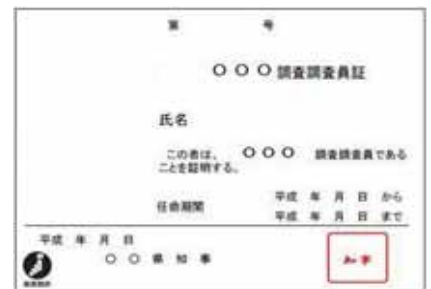 第 号
○○○調査調査員証
氏名
この者は、 ○○○ 調査調査員である
ことを証明する。
任命期間
平成 年 月 日 から
平成 年 月 日 まで
平成 年 月 日
○○県知事